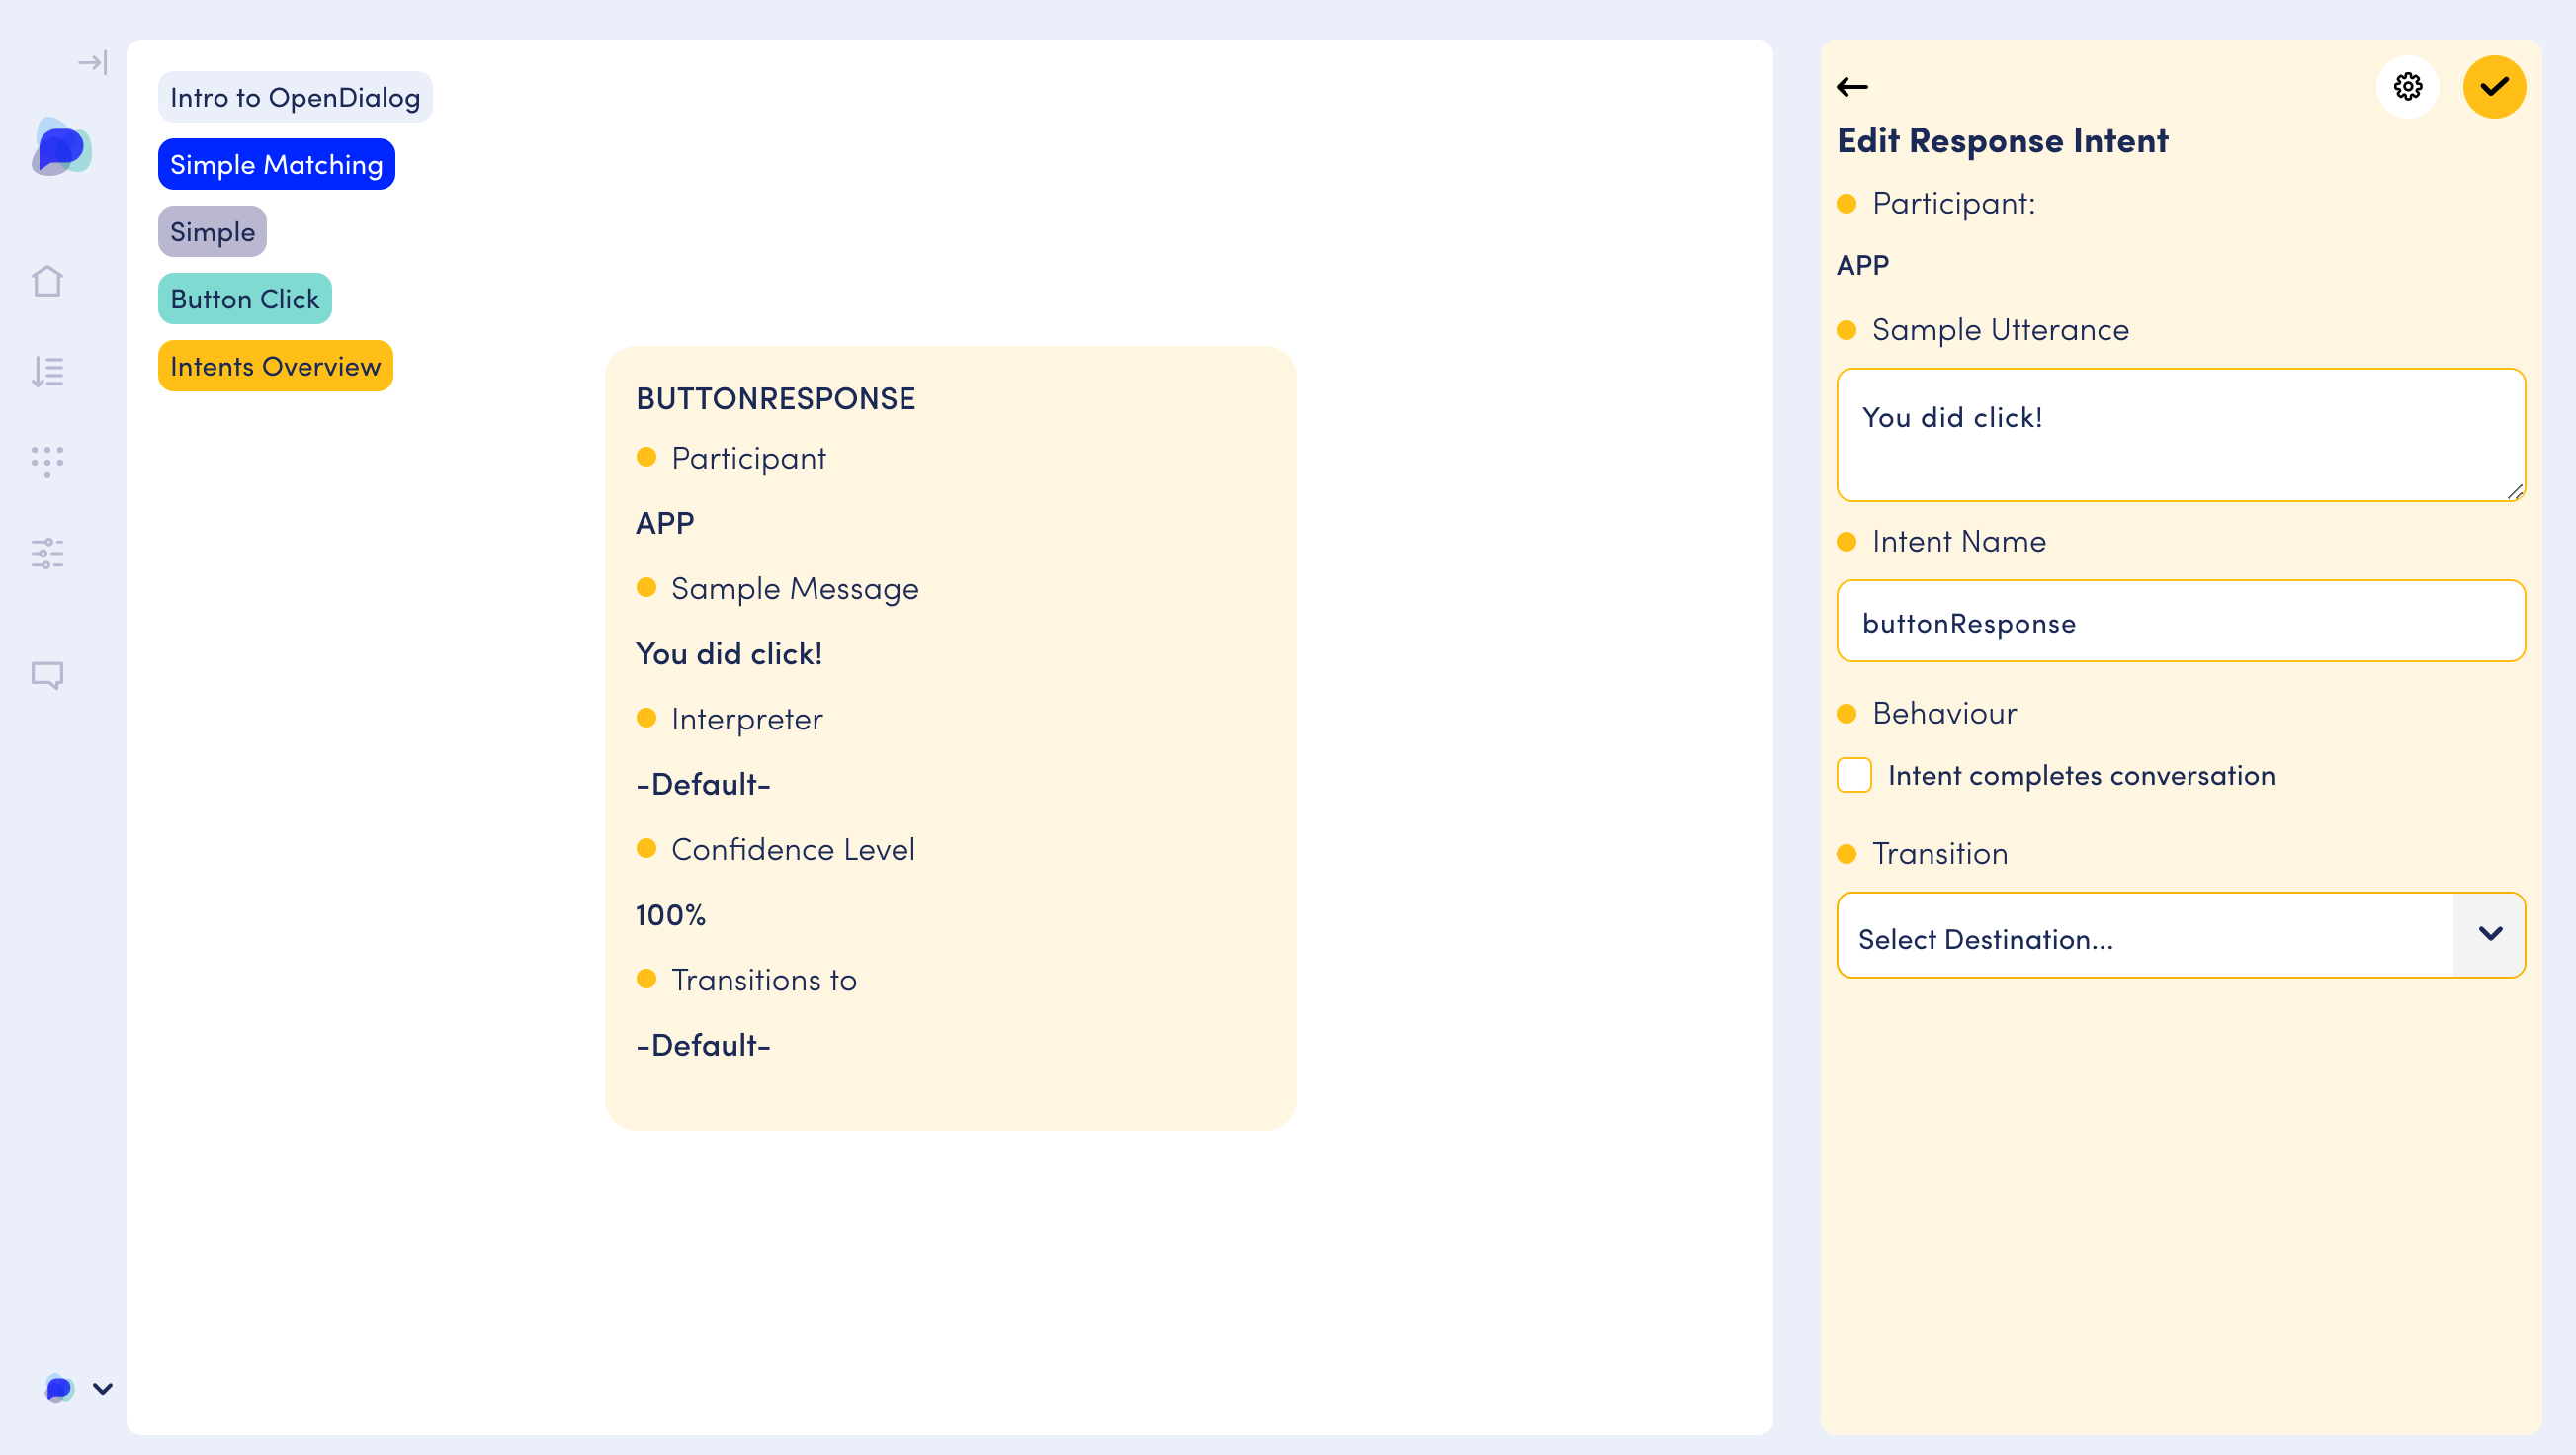 Intro to OpenDialog
Simple Matching
Simple
Button Click
Intents Overview
BUTTONRESPONSE
Participant
APP
Sample Message
You did click!
Interpreter
-Default-
Confidence Level
100%
Transitions to
-Default-
Edit Response Intent
Participant:
APP
Sample Utterance
You did click!
Intent Name
buttonResponse
Behaviour
Intent completes conversation
Transition
Select Destination...